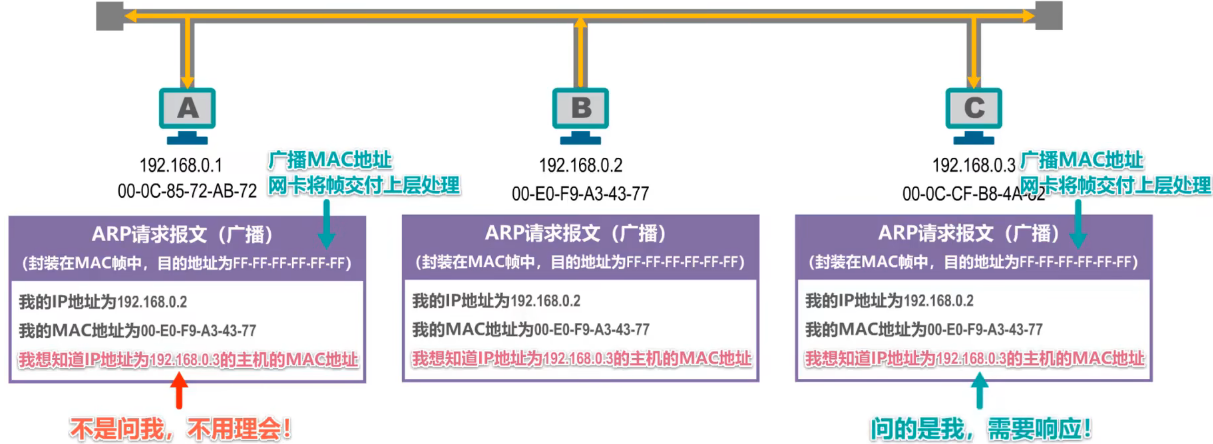 A
B
C
192.168.0.1
00-0C-85-72-AB-72
广播MAC地址
网卡将帧交付上层处理
192.168.0.2
00-E0-F9-A3-43-77
192.168.0.3
00-0C-CF-B8-4A-82
广播MAC地址
网卡将帧交付上层处理
ARP请求报文（广播）
（封装在MAC帧中，目的地址为FF-FF-FF-FF-FF-FF）
我的IP地址为192.168.0.2
我的MAC地址为00-E0-F9-A3-43-77
我想知道IP地址为192.168.0.3的主机的MAC地址
不是问我，不用理会！
ARP请求报文（广播）
（封装在MAC帧中，目的地址为FF-FF-FF-FF-FF-FF）
我的IP地址为192.168.0.2
我的MAC地址为00-E0-F9-A3-43-77
我想知道IP地址为192.168.0.3的主机的MAC地址
ARP请求报文（广播）
（封装在MAC帧中，目的地址为FF-FF-FF-FF-FF-FF）
我的IP地址为192.168.0.2
我的MAC地址为00-E0-F9-A3-43-77
我想知道IP地址为192.168.0.3的主机的MAC地址
问的是我，需要响应！